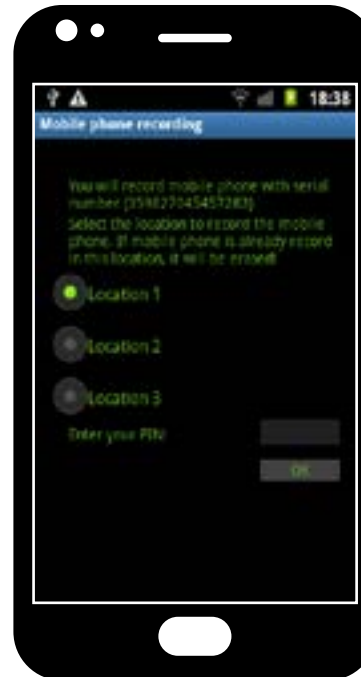 18:38
Mobile phone recording
You will record mobile phone with serial
number
Select the location to record the mobile
phone. If mobile phone is already record
in this location, it will be erased!
Location 1
Location 2
Location 3
Enter your PIN:
OK